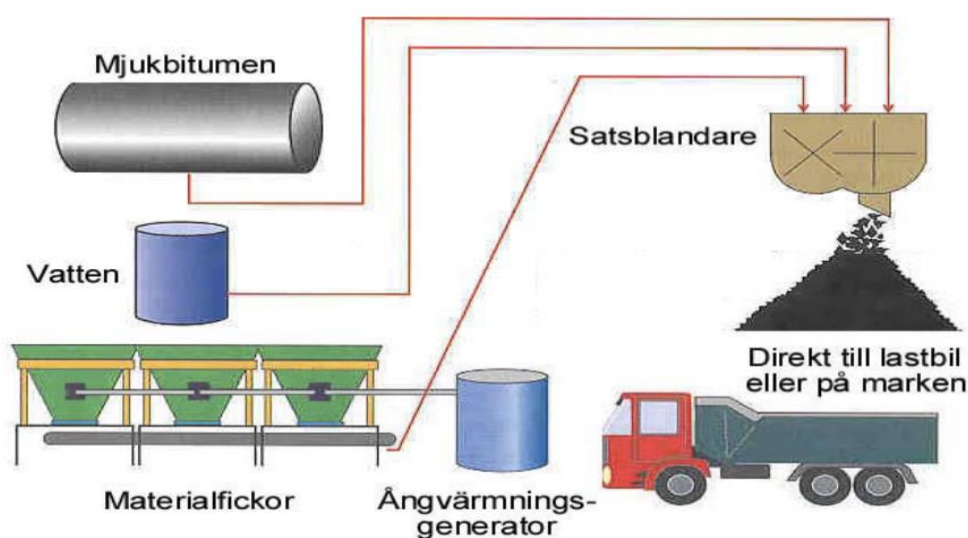 Mjukbitumen
Satsblandare
Vatten
Direkt till lastbil
eller på marken
Materialfickor
Ångvärmnings-
generator